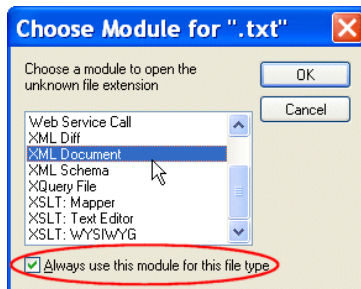 Choose Module for ".txt"
Choose a module to open the
unknown file extension
OK
Cancel
Web Service Call
XML Diff
XML Document
XML Schema
XQuery File
XSLT: Mapper
XSLT: Text Editor
XSLT: WYSIWYG
Always use this module for this file type